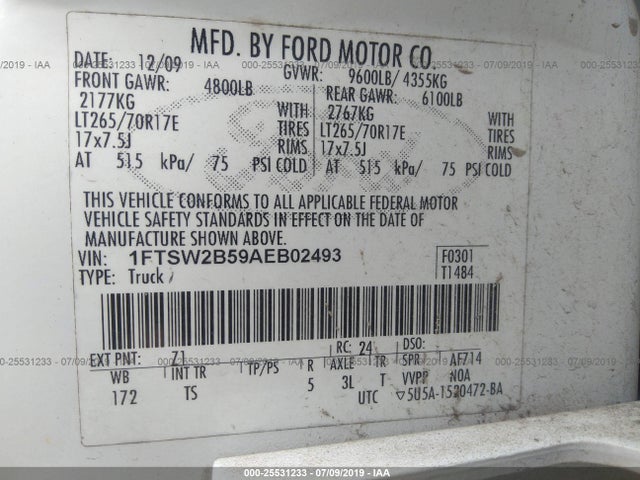 MFD. BY FORD MOTOR CO.
DATE: 12/09 GVWR: 9600LB/ 4355KG
FRONT GAWR: 4800LB REAR GAWR: 6100LB
2177KG WITH 2767KG WITH
LT265/70R17E TIRES LT265/70R17E TIRES
17x7.5J RIMS 17x7.5J RIMS
AT 515 kPa/ 75 PSI COLD AT 515 kPa/ 75 PSI COLD
THIS VEHICLE CONFORMS TO ALL APPLICABLE FEDERAL MOTOR
VEHICLE SAFETY STANDARDS IN EFFECT ON THE DATE OF
MANUFACTURE SHOWN ABOVE.
VIN: 1FTSW2B59AEB02493 F0301
TYPE: Truck / T1484
EXT PNT: Z1 RC: 24 DSO:
WB INT TR TP/PS R AXLE TR SPR AF714
172 TS 5 3L T VVPP NOA
UTC ▽5U5A-1520472-BA
000-25531233 - 07/09/2019 - IAA